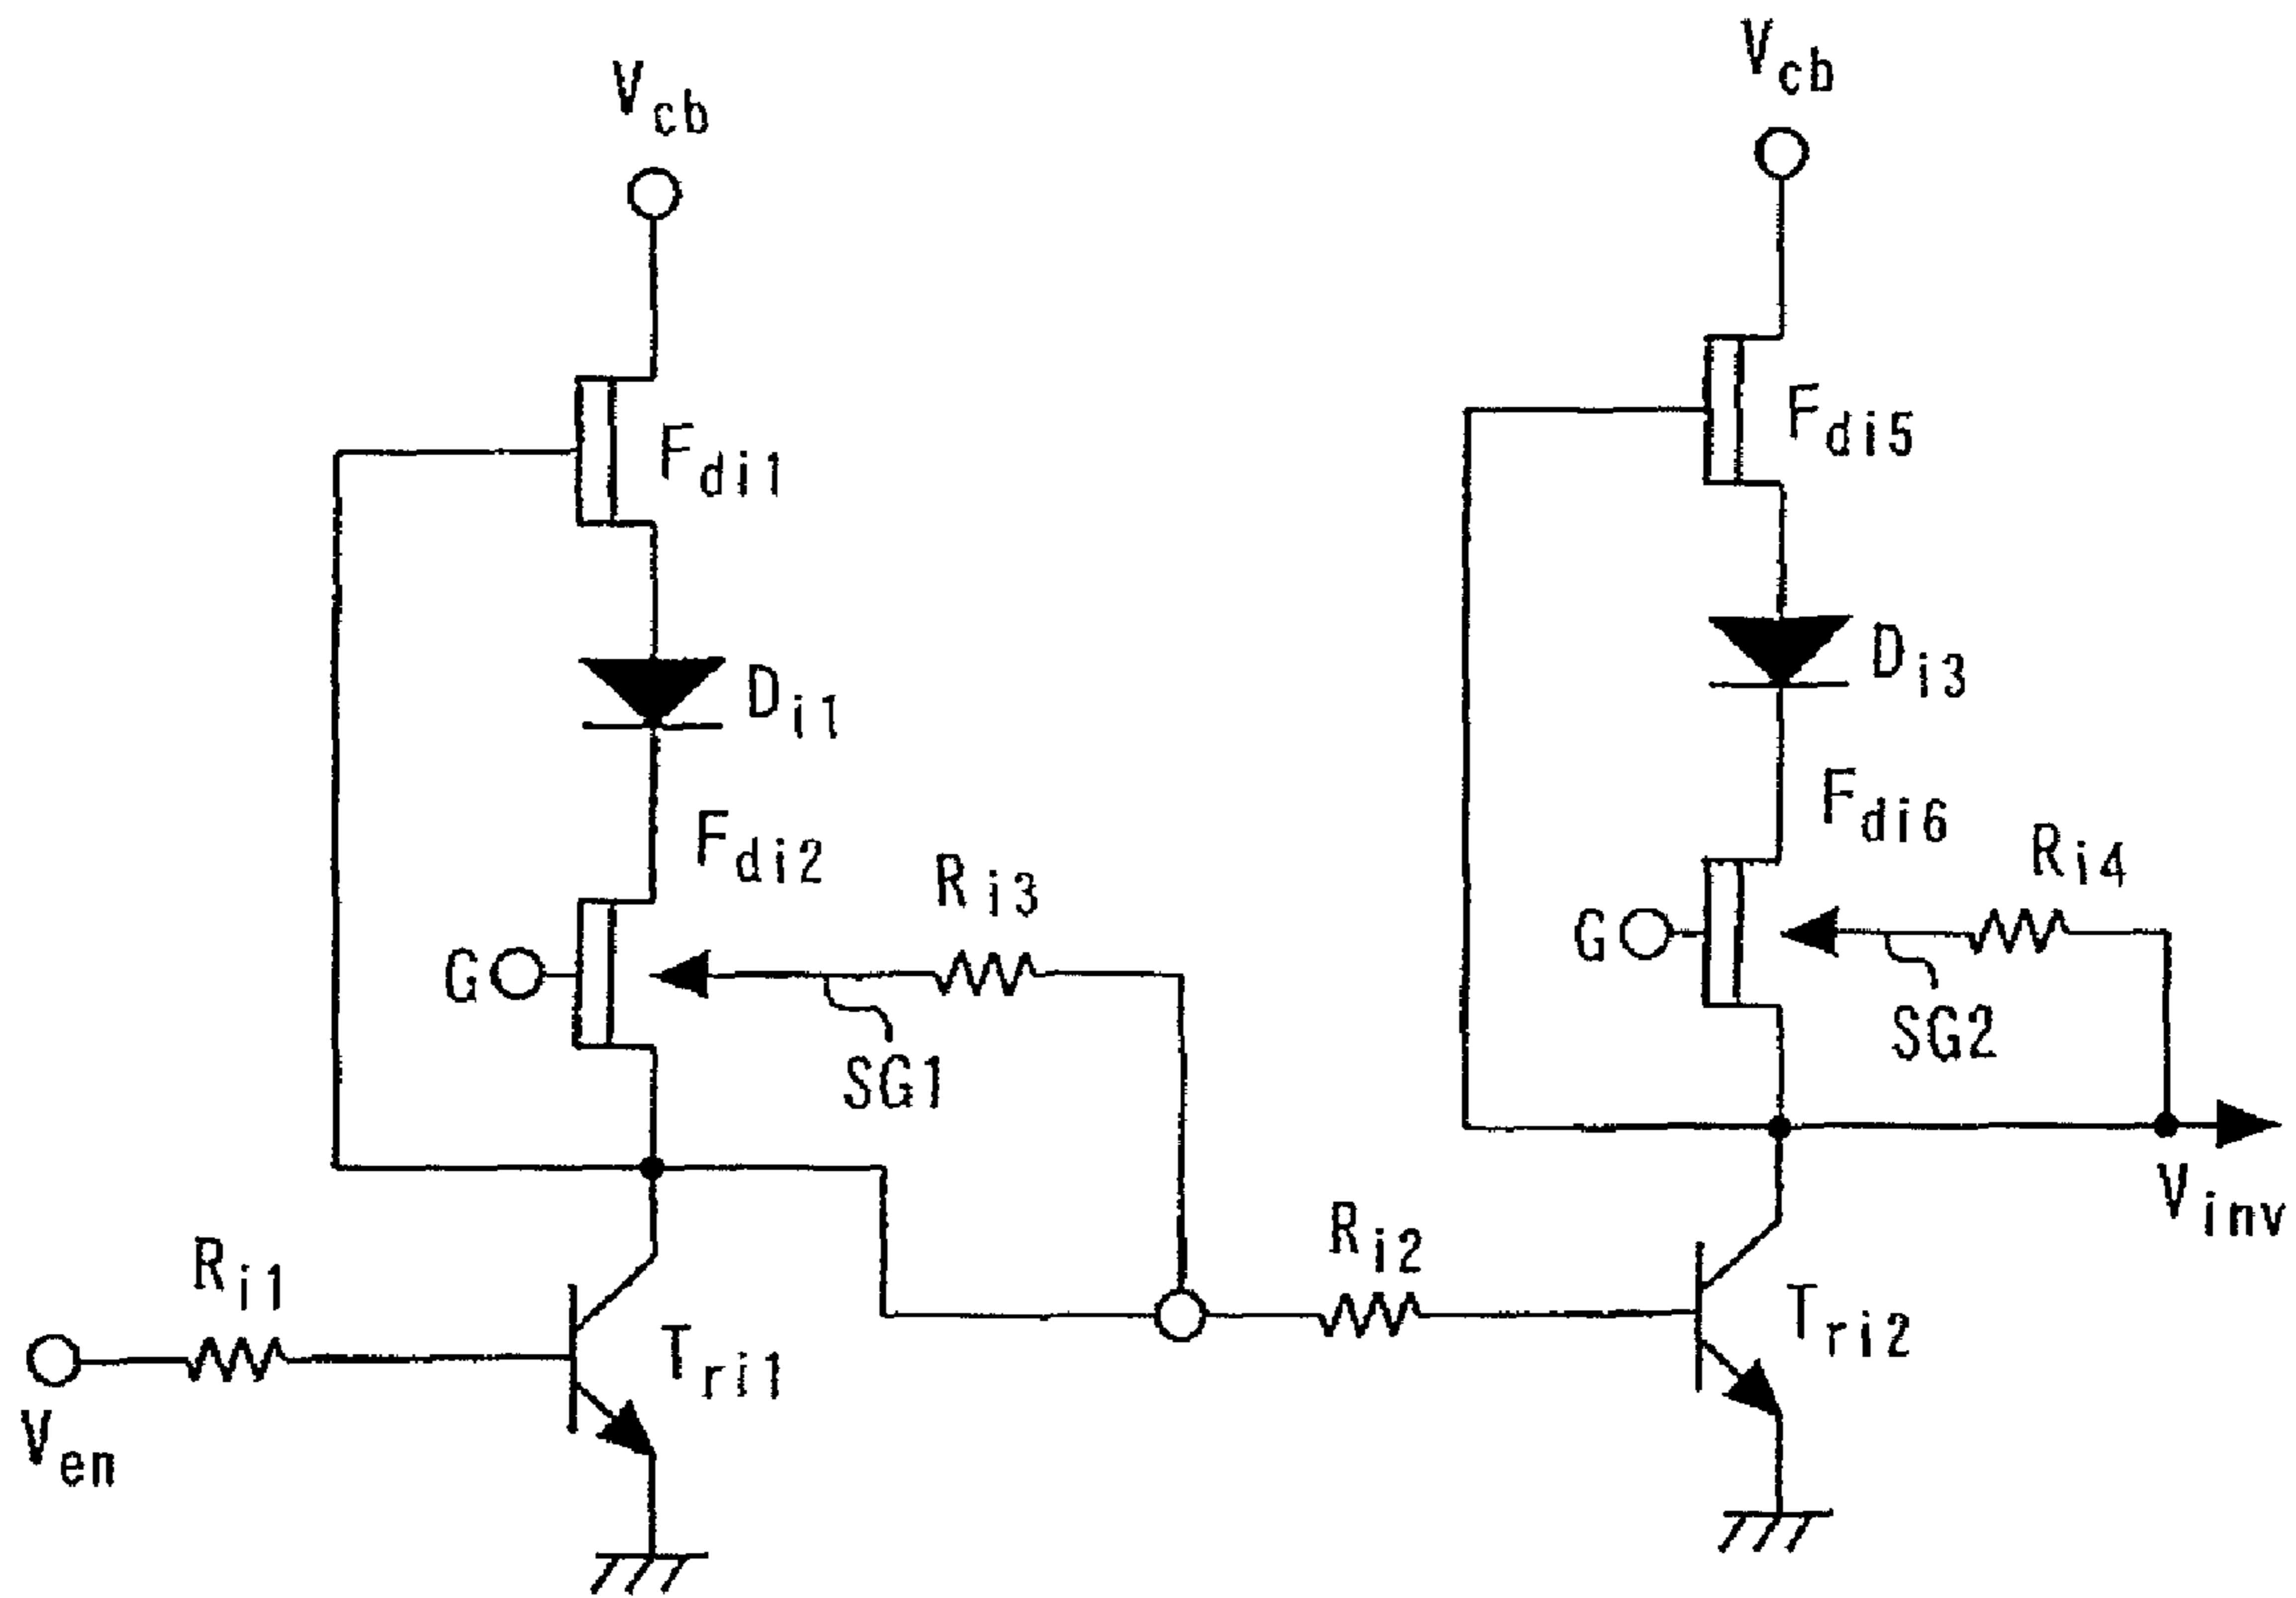 Vcb
Vcb
Fdi1
Fdi5
Di1
Di3
Fdi2
Fdi6
Ri3
Ri4
G
G
SG1
SG2
Vinv
Ri1
Ri2
Tri1
Tri2
Ven